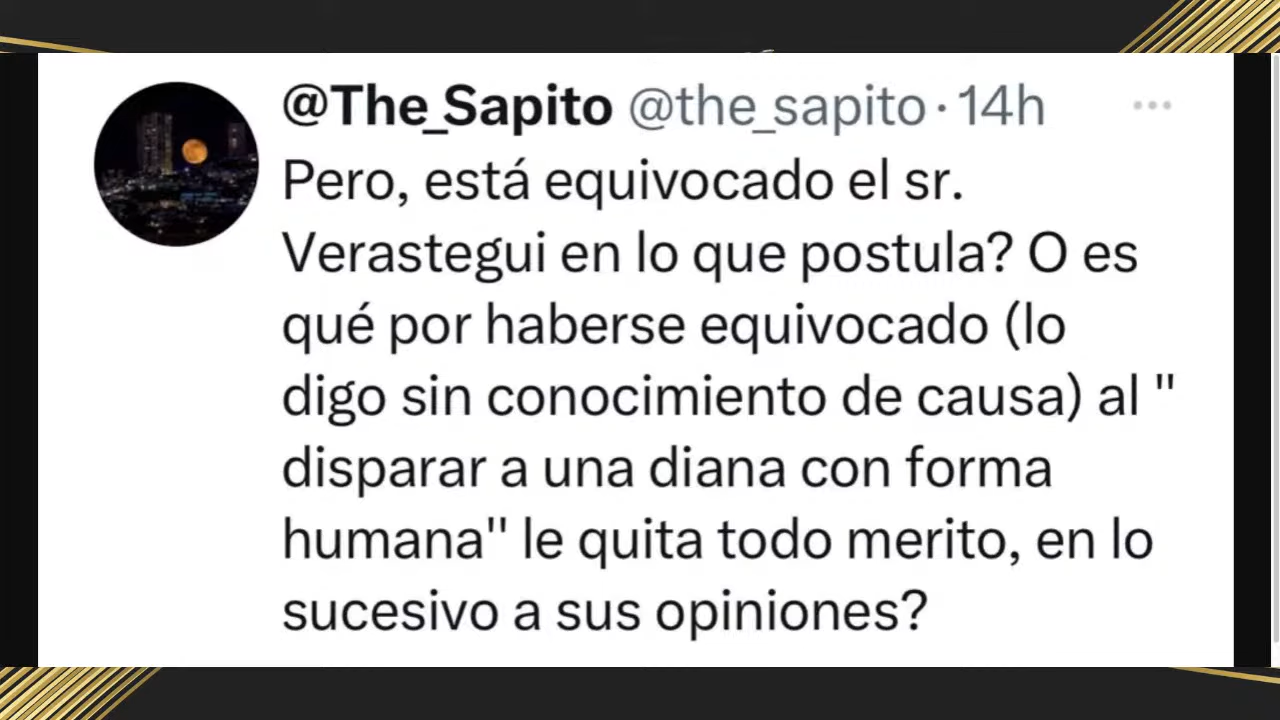 @The_Sapito @the_sapito · 14h
Pero, está equivocado el sr.
Verastegui en lo que postula? O es
qué por haberse equivocado (lo
digo sin conocimiento de causa) al "
disparar a una diana con forma
humana" le quita todo merito, en lo
sucesivo a sus opiniones?